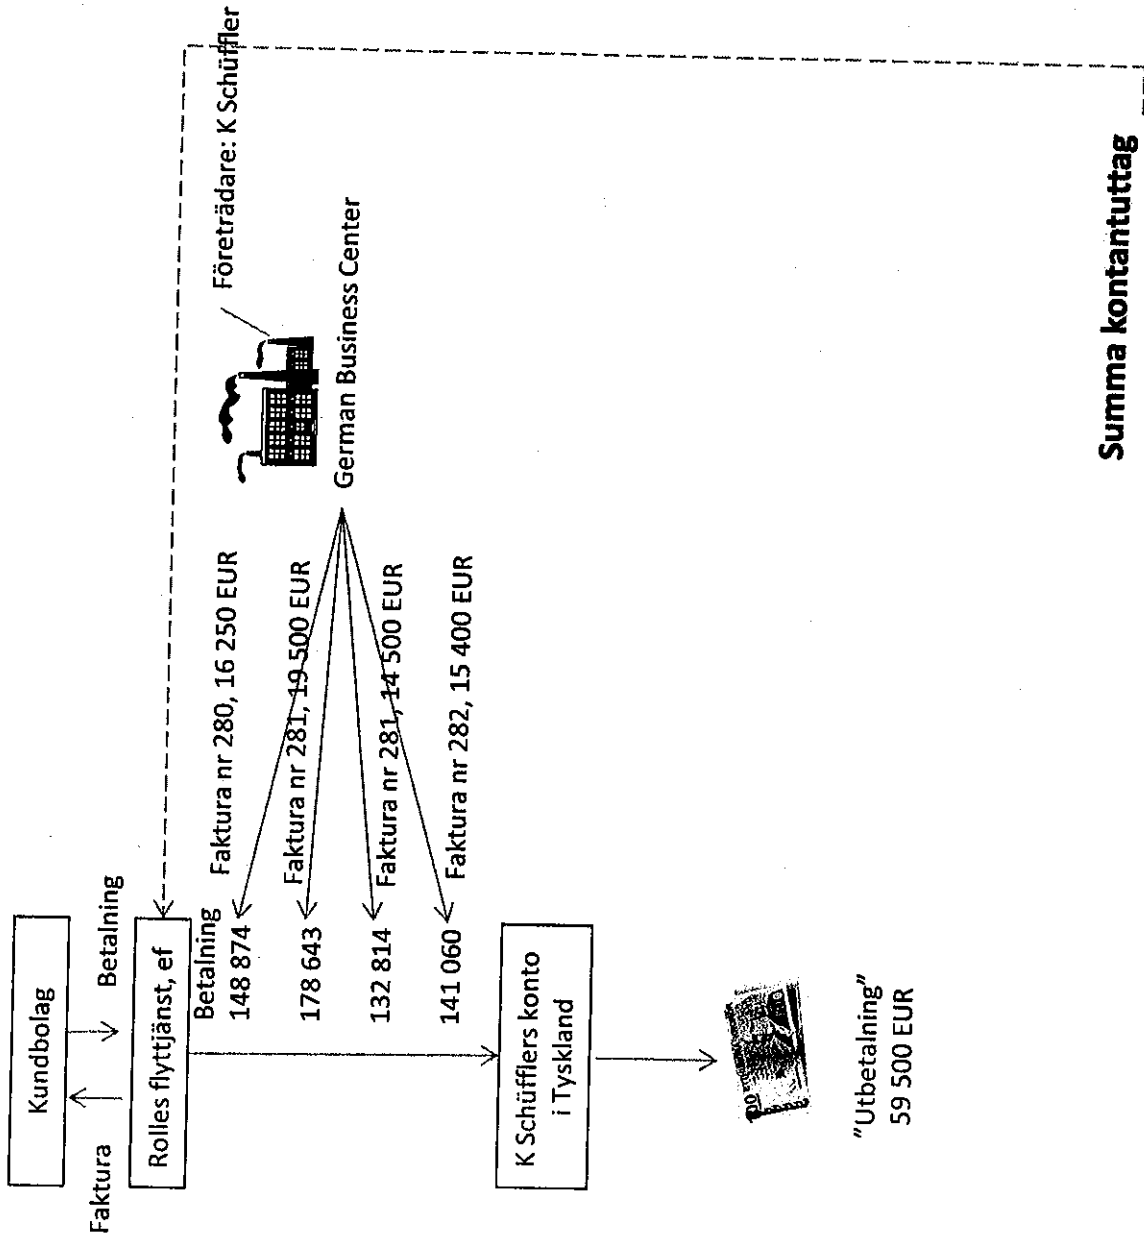 Kundbolag
Faktura
Betalning
Rolles flyttjänst, ef
Företrädare: K Schüffler
German Business Center
Betalning
148 874
Faktura nr 280, 16 250 EUR
178 643
Faktura nr 281, 19 500 EUR
132 814
Faktura nr 281, 14 500 EUR
141 060
Faktura nr 282, 15 400 EUR
K Schüfflers konto
i Tyskland
"Utbetalning"
59 500 EUR
Summa kontantuttag